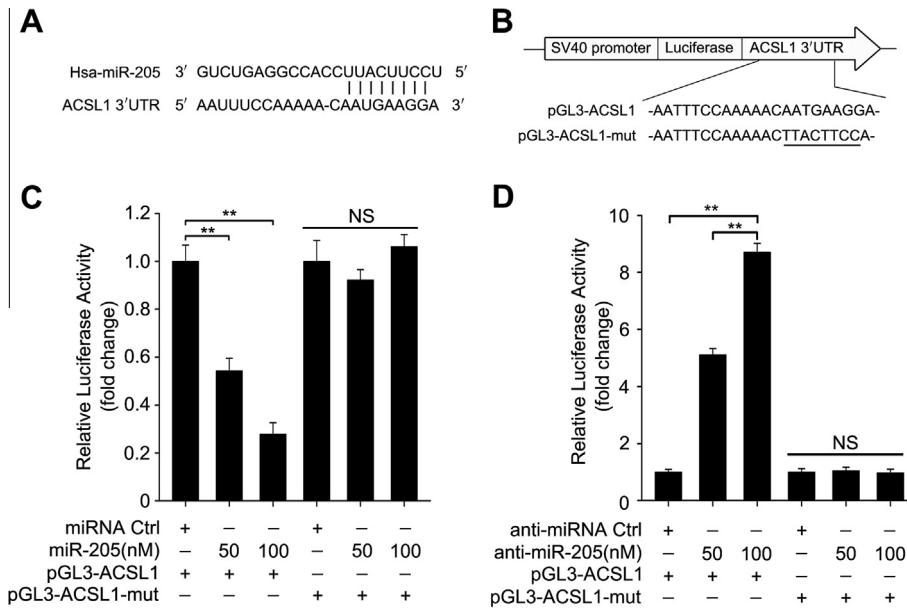 A
Hsa-miR-205 3′ GUCUGAGGCCACCUUACUUCCU 5′
ACSL1 3′UTR 5′ AAUUUCCAAAAA-CAAUGAAGGA 3′
B
SV40 promoter Luciferase ACSL1 3′UTR
pGL3-ACSL1 -AATTTCCAAAAACAATGAAGGA-
pGL3-ACSL1-mut -AATTTCCAAAAACTTACTTCCA-
C
Relative Luciferase Activity
(fold change)
1.2
1.0
0.8
0.6
0.4
0.2
0
**
**
NS
miRNA Ctrl + − − + − −
miR-205(nM) − 50 100 − 50 100
pGL3-ACSL1 + + + − − −
pGL3-ACSL1-mut − − − + + +
D
Relative Luciferase Activity
(fold change)
10
8
6
4
2
0
**
**
NS
anti-miRNA Ctrl + − − + − −
anti-miR-205(nM) − 50 100 − 50 100
pGL3-ACSL1 + + + − − −
pGL3-ACSL1-mut − − − + + +